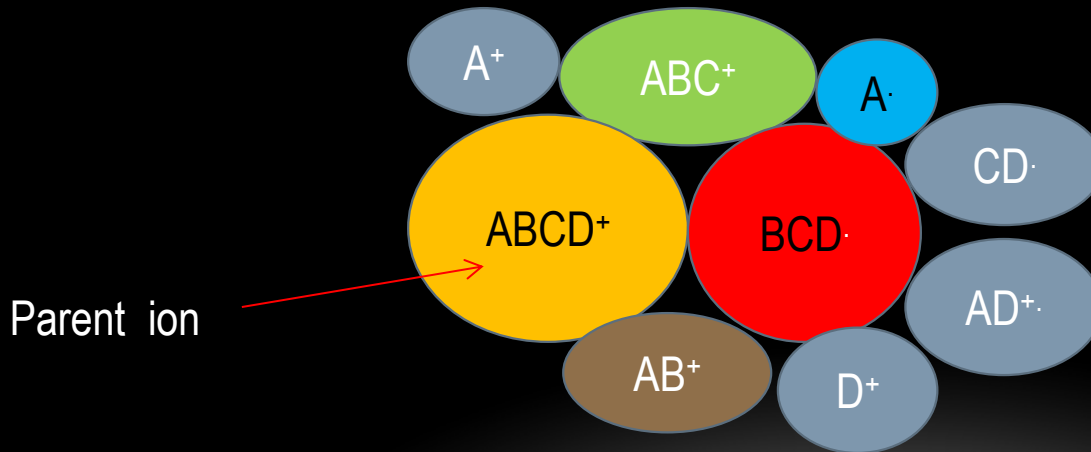 A⁺
ABC⁺
A·
CD·
ABCD⁺
BCD·
Parent ion
AD⁺·
AB⁺
D⁺